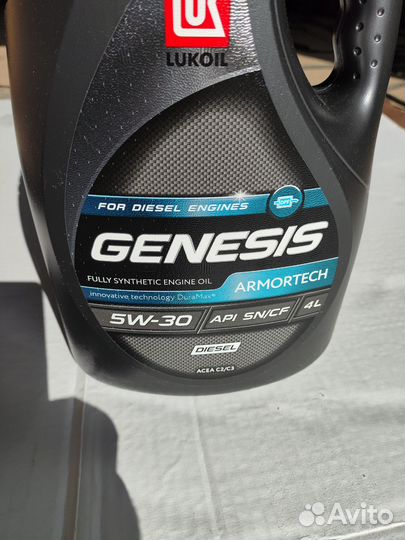 LUKOIL
FOR DIESEL ENGINES
DPF
GENESIS
FULLY SYNTHETIC ENGINE OIL
ARMORTECH
innovative technology DuraMax®
5W-30 API SN/CF 4L
DIESEL
ACEA C2/C3
Avito